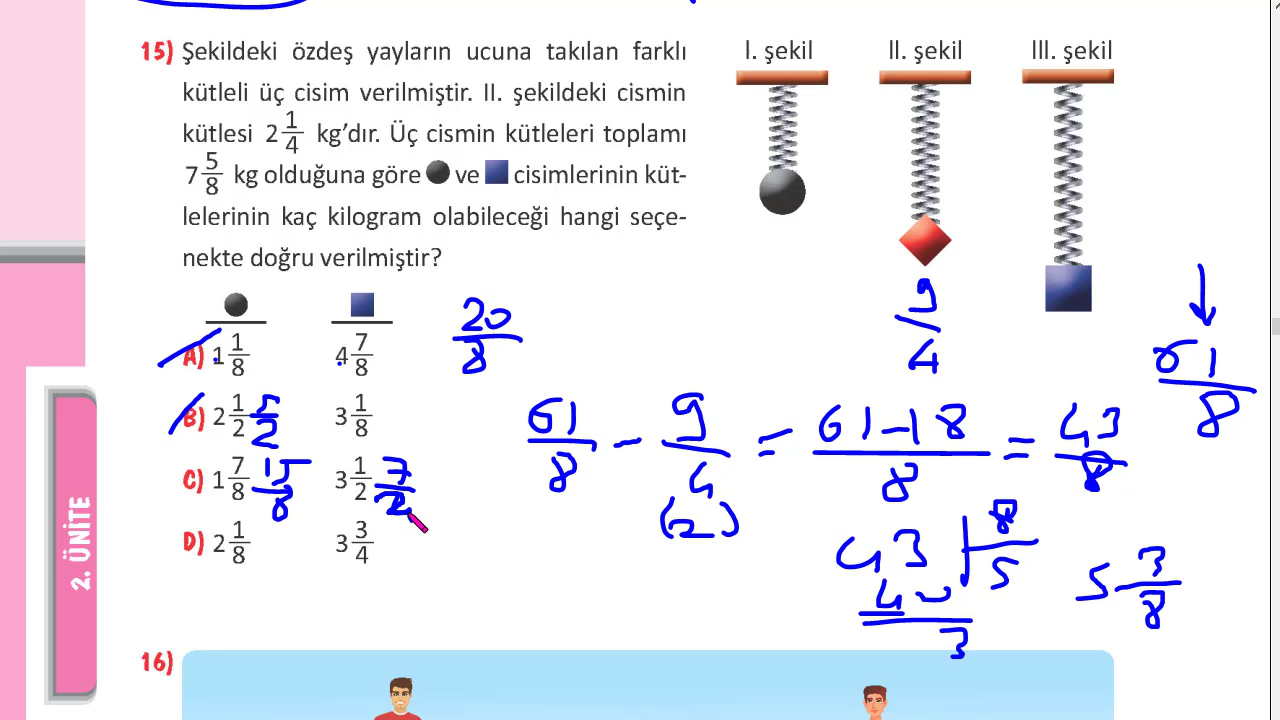 15) Şekildeki özdeş yayların ucuna takılan farklı
kütleli üç cisim verilmiştir. II. şekildeki cismin
kütlesi 2 1/4 kg'dır. Üç cismin kütleleri toplamı
7 5/8 kg olduğuna göre ve cisimlerinin küt-
lelerinin kaç kilogram olabileceği hangi seçe-
nekte doğru verilmiştir?
I. şekil II. şekil III. şekil
A) 1 1/8 4 7/8
B) 2 1/2 5/2 3 1/8
C) 1 7/8 15/8 3 1/2 7/2
D) 2 1/8 3 3/4
20/8
9/4
61/8
61/8 - 9/4 = 61-18/8 = 43/8
(2)
43 8
40 5
3
5 3/8
2. ÜNİTE
16)